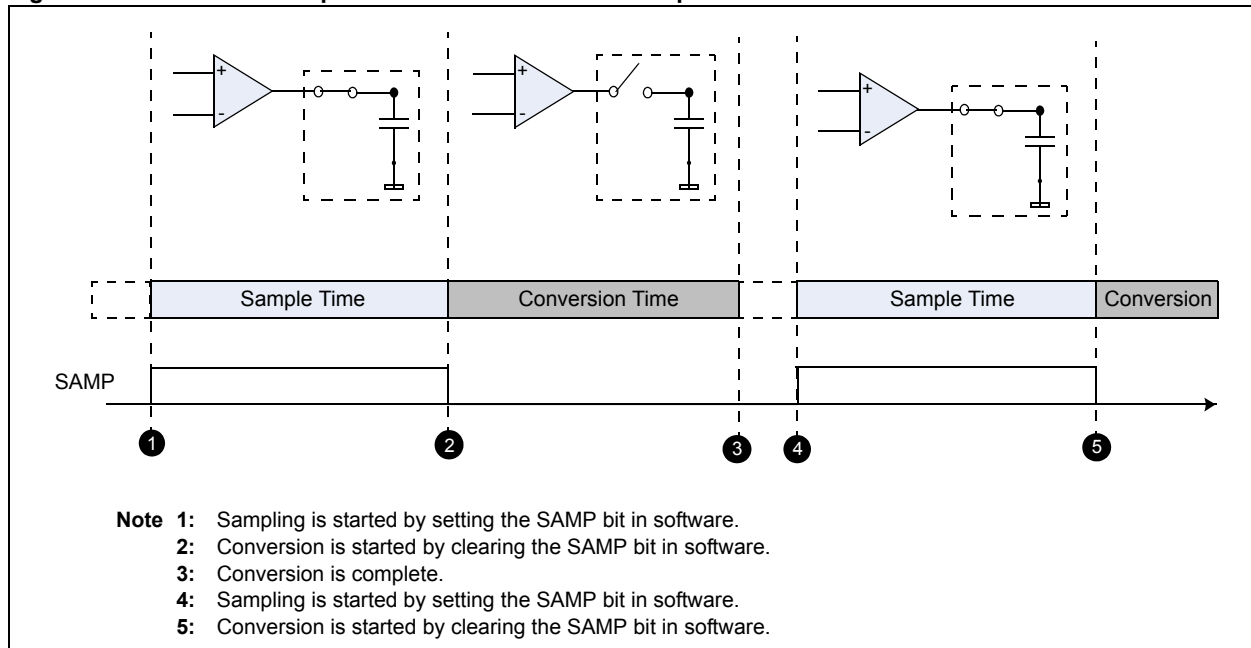 +
-
+
-
+
-
Sample Time
Conversion Time
Sample Time
Conversion
SAMP
1
2
3
4
5
Note 1: Sampling is started by setting the SAMP bit in software.
2: Conversion is started by clearing the SAMP bit in software.
3: Conversion is complete.
4: Sampling is started by setting the SAMP bit in software.
5: Conversion is started by clearing the SAMP bit in software.